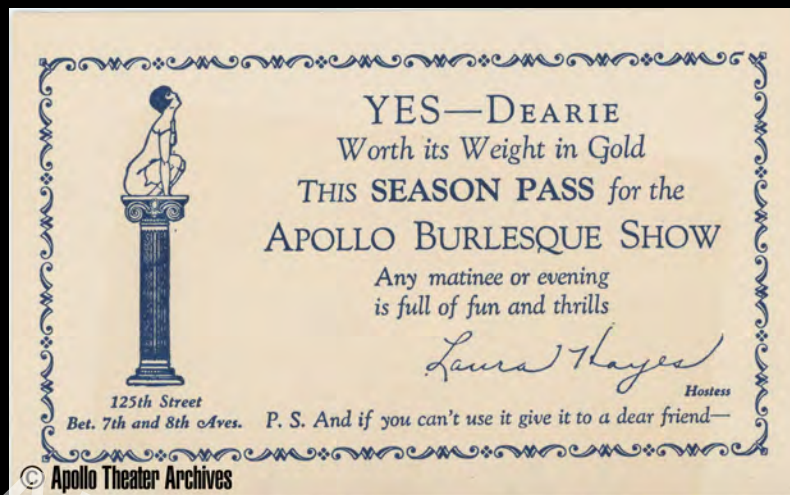 YES—DEARIE
Worth its Weight in Gold
THIS SEASON PASS for the
APOLLO BURLESQUE SHOW
Any matinee or evening
is full of fun and thrills
Laura Hayes
Hostess
125th Street
Bet. 7th and 8th Aves.
P. S. And if you can't use it give it to a dear friend—
© Apollo Theater Archives